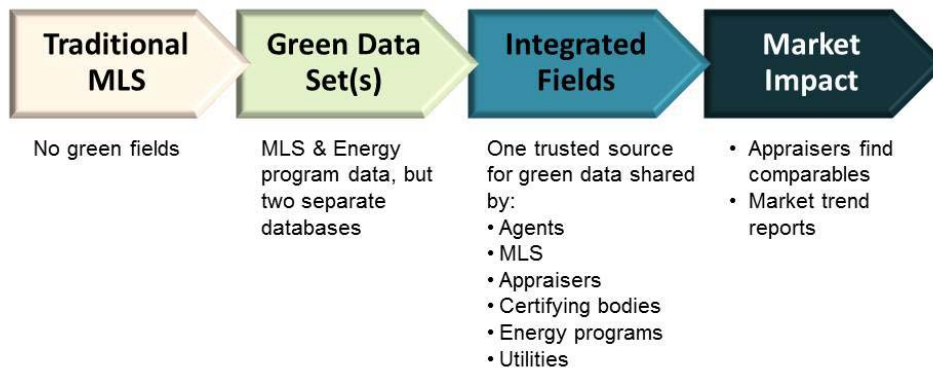 Traditional
MLS
No green fields
Green Data
Set(s)
MLS & Energy
program data, but
two separate
databases
Integrated
Fields
One trusted source
for green data shared
by:
• Agents
• MLS
• Appraisers
• Certifying bodies
• Energy programs
• Utilities
Market
Impact
• Appraisers find
comparables
• Market trend
reports